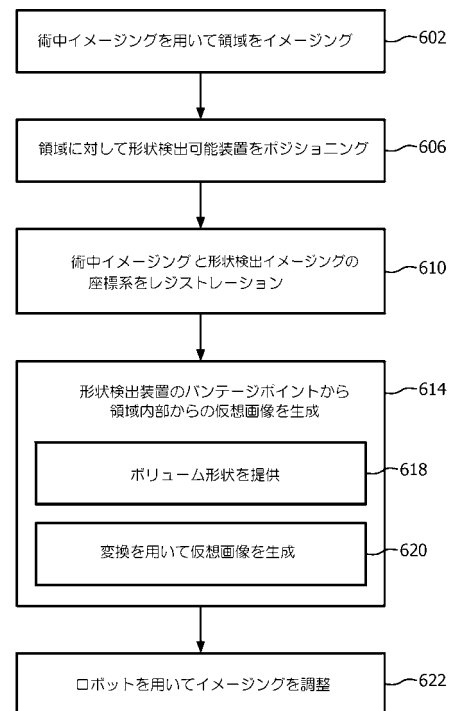 術中イメージングを用いて領域をイメージング
602
領域に対して形状検出可能装置をポジショニング
606
術中イメージングと形状検出イメージングの
座標系をレジストレーション
610
形状検出装置のバンテージポイントから
領域内部からの仮想画像を生成
614
ボリューム形状を提供
618
変換を用いて仮想画像を生成
620
ロボットを用いてイメージングを調整
622